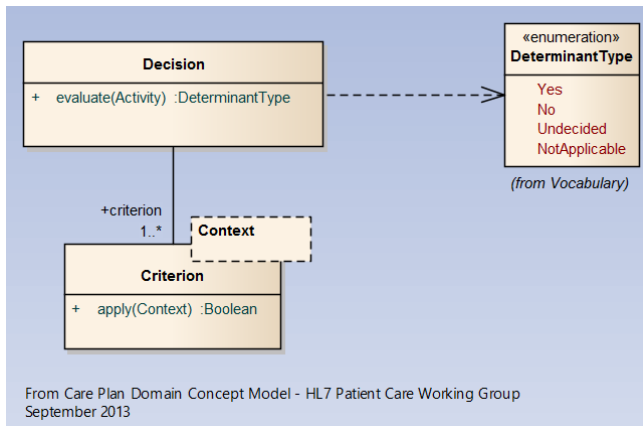 Decision
+ evaluate(Activity) :DeterminantType
«enumeration»
DeterminantType
Yes
No
Undecided
NotApplicable
(from Vocabulary)
+criterion
1..*
Context
Criterion
+ apply(Context) :Boolean
From Care Plan Domain Concept Model - HL7 Patient Care Working Group
September 2013